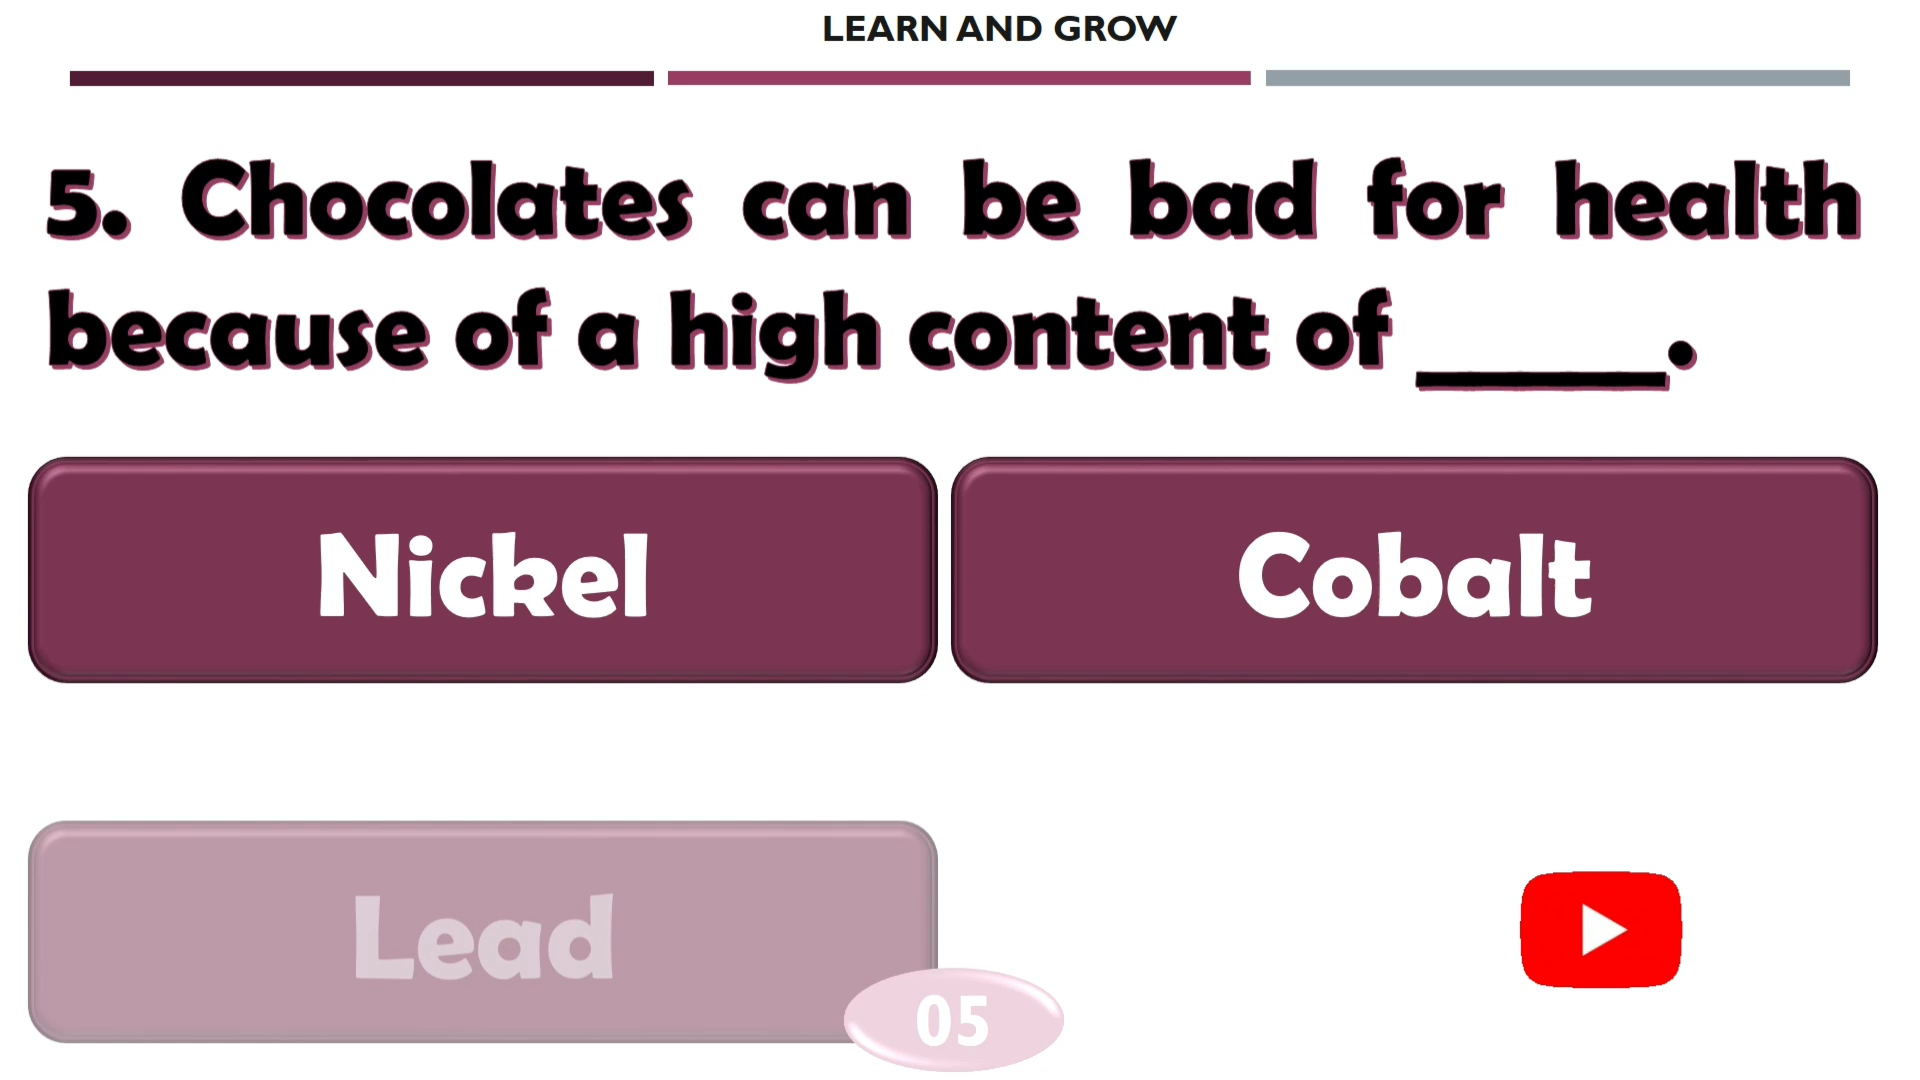 LEARN AND GROW
5. Chocolates can be bad for health
because of a high content of _____.
Nickel
Cobalt
Lead
05